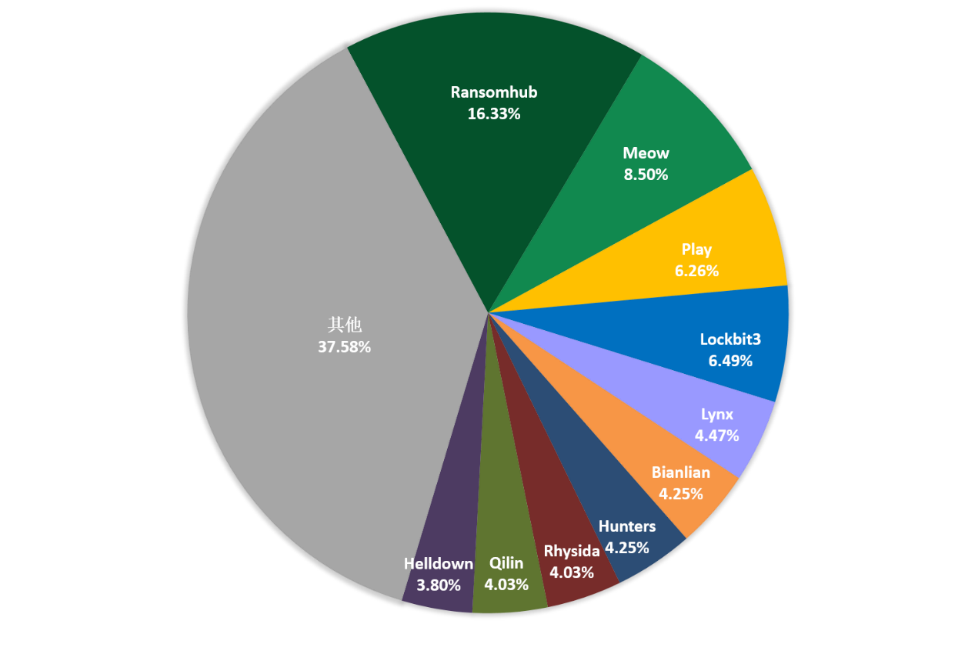 Ransomhub
16.33%
Meow
8.50%
Play
6.26%
Lockbit3
6.49%
Lynx
4.47%
Bianlian
4.25%
Hunters
4.25%
Rhysida
4.03%
Qilin
4.03%
Helldown
3.80%
其他
37.58%